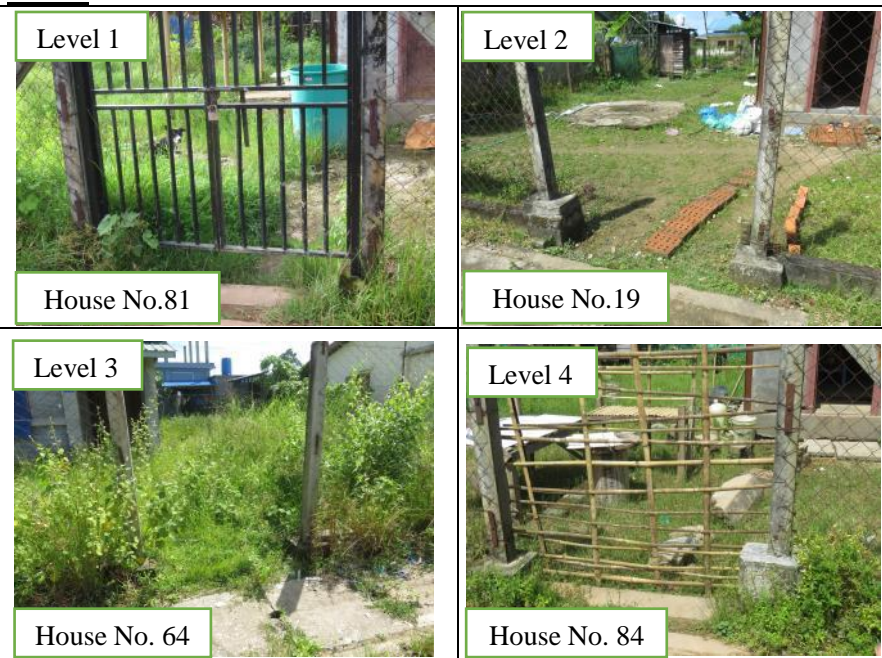 Level 1
Level 2
House No.81
House No.19
Level 3
Level 4
House No. 64
House No. 84